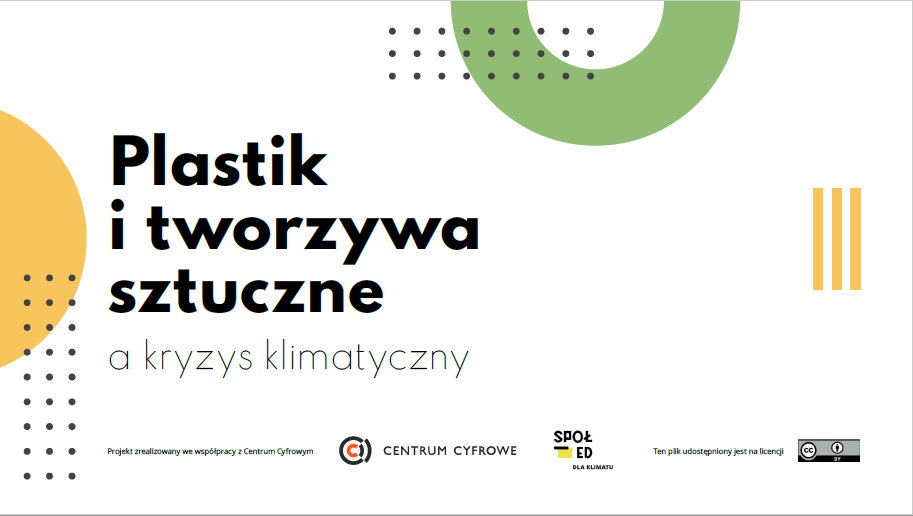 Plastik
i tworzywa
sztuczne
a kryzys klimatyczny
Projekt zrealizowany we współpracy z Centrum Cyfrowym
CENTRUM CYFROWE
SPOŁ
ED
DLA KLIMATU
Ten plik udostępniony jest na licencji
cc
BY